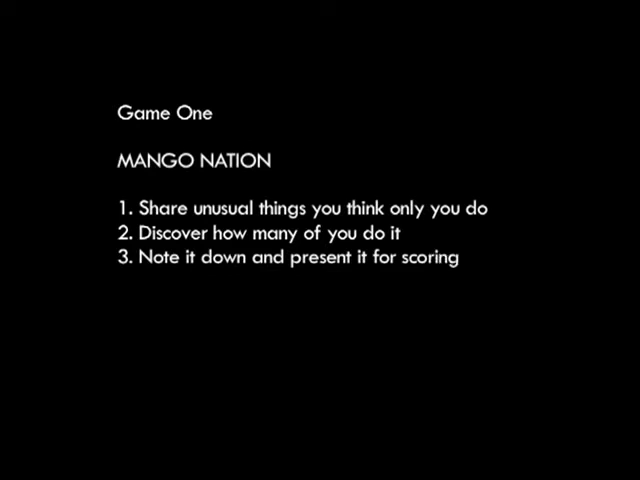 Game One
MANGO NATION
1. Share unusual things you think only you do
2. Discover how many of you do it
3. Note it down and present it for scoring